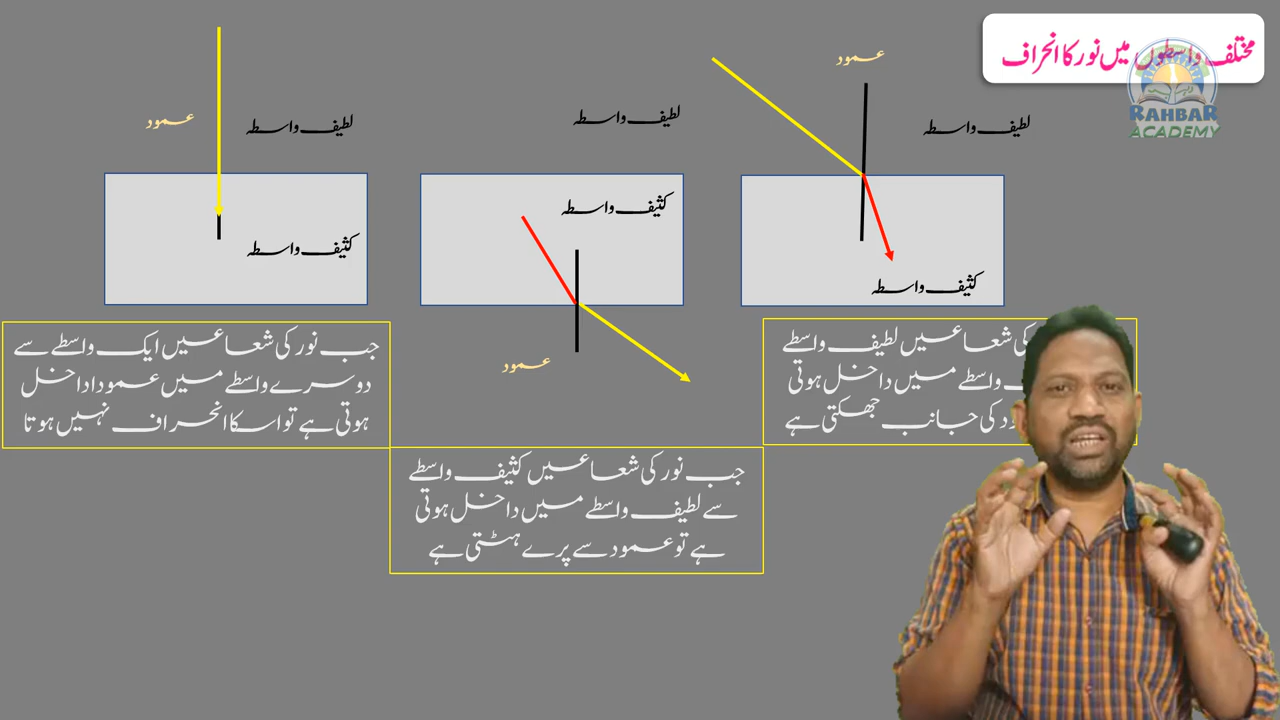 مختلف واسطوں میں نور کا انحراف
RAHBAR
ACADEMY
عمود
لطیف واسطہ
کثیف واسطہ
کی شعاعیں لطیف واسطے
واسطے میں داخل ہوتی
کی جانب جھکتی ہے
لطیف واسطہ
کثیف واسطہ
عمود
جب نور کی شعاعیں کثیف واسطے
سے لطیف واسطے میں داخل ہوتی
ہے تو عمود سے پرے ہٹتی ہے
عمود
لطیف واسطہ
کثیف واسطہ
جب نور کی شعاعیں ایک واسطے سے
دوسرے واسطے میں عمودا داخل
ہوتی ہے تو اسکا انحراف نہیں ہوتا